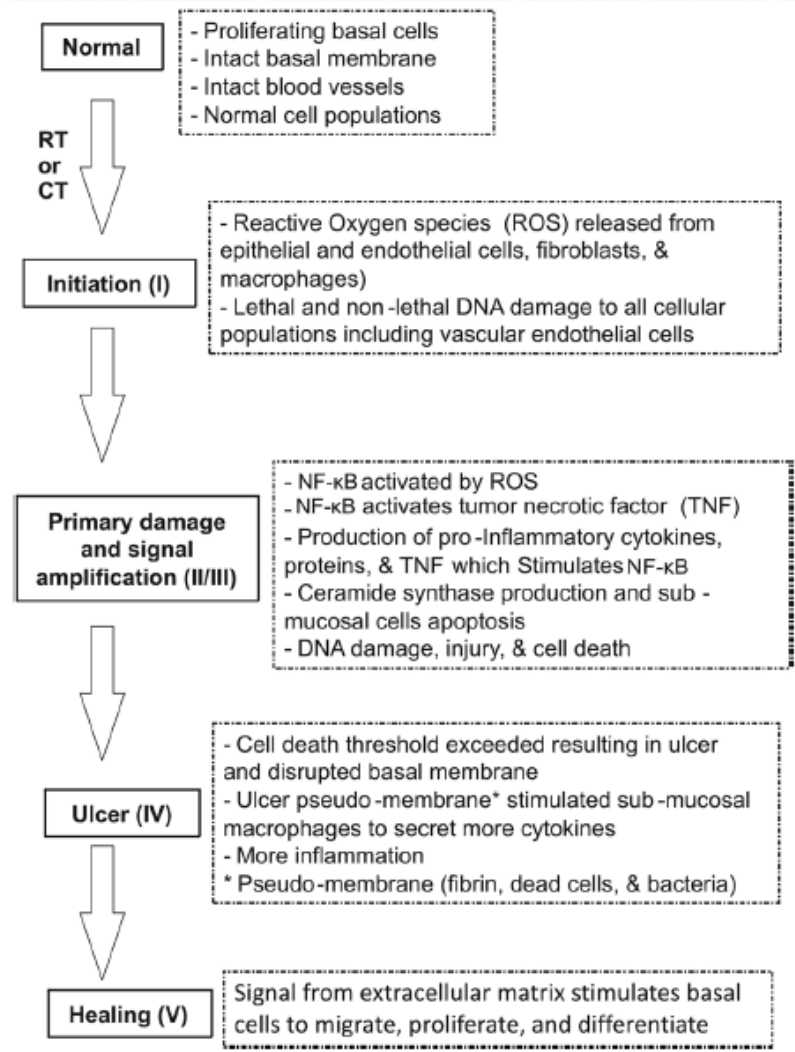 Normal
- Proliferating basal cells
- Intact basal membrane
- Intact blood vessels
- Normal cell populations
RT
or
CT
Initiation (I)
- Reactive Oxygen species (ROS) released from
epithelial and endothelial cells, fibroblasts, &
macrophages)
- Lethal and non-lethal DNA damage to all cellular
populations including vascular endothelial cells
Primary damage
and signal
amplification (II/III)
- NF-κB activated by ROS
- NF-κB activates tumor necrotic factor (TNF)
- Production of pro-Inflammatory cytokines,
proteins, & TNF which Stimulates NF-κB
- Ceramide synthase production and sub-
mucosal cells apoptosis
- DNA damage, injury, & cell death
Ulcer (IV)
- Cell death threshold exceeded resulting in ulcer
and disrupted basal membrane
- Ulcer pseudo-membrane* stimulated sub-mucosal
macrophages to secret more cytokines
- More inflammation
* Pseudo-membrane (fibrin, dead cells, & bacteria)
Healing (V)
Signal from extracellular matrix stimulates basal
cells to migrate, proliferate, and differentiate